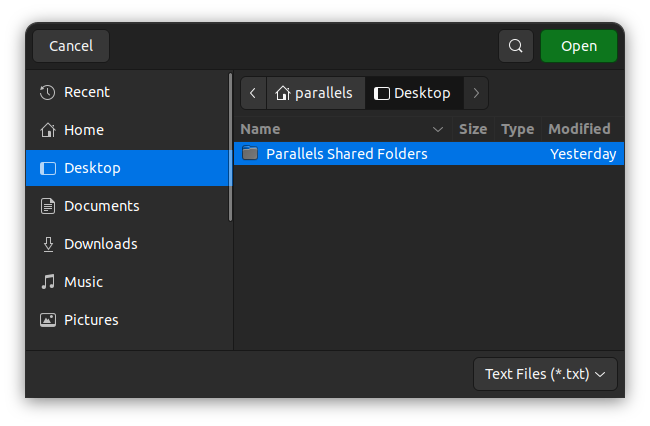 Cancel
Open
Recent
Home
Desktop
Documents
Downloads
Music
Pictures
parallels Desktop
Name Size Type Modified
Parallels Shared Folders Yesterday
Text Files (*.txt)